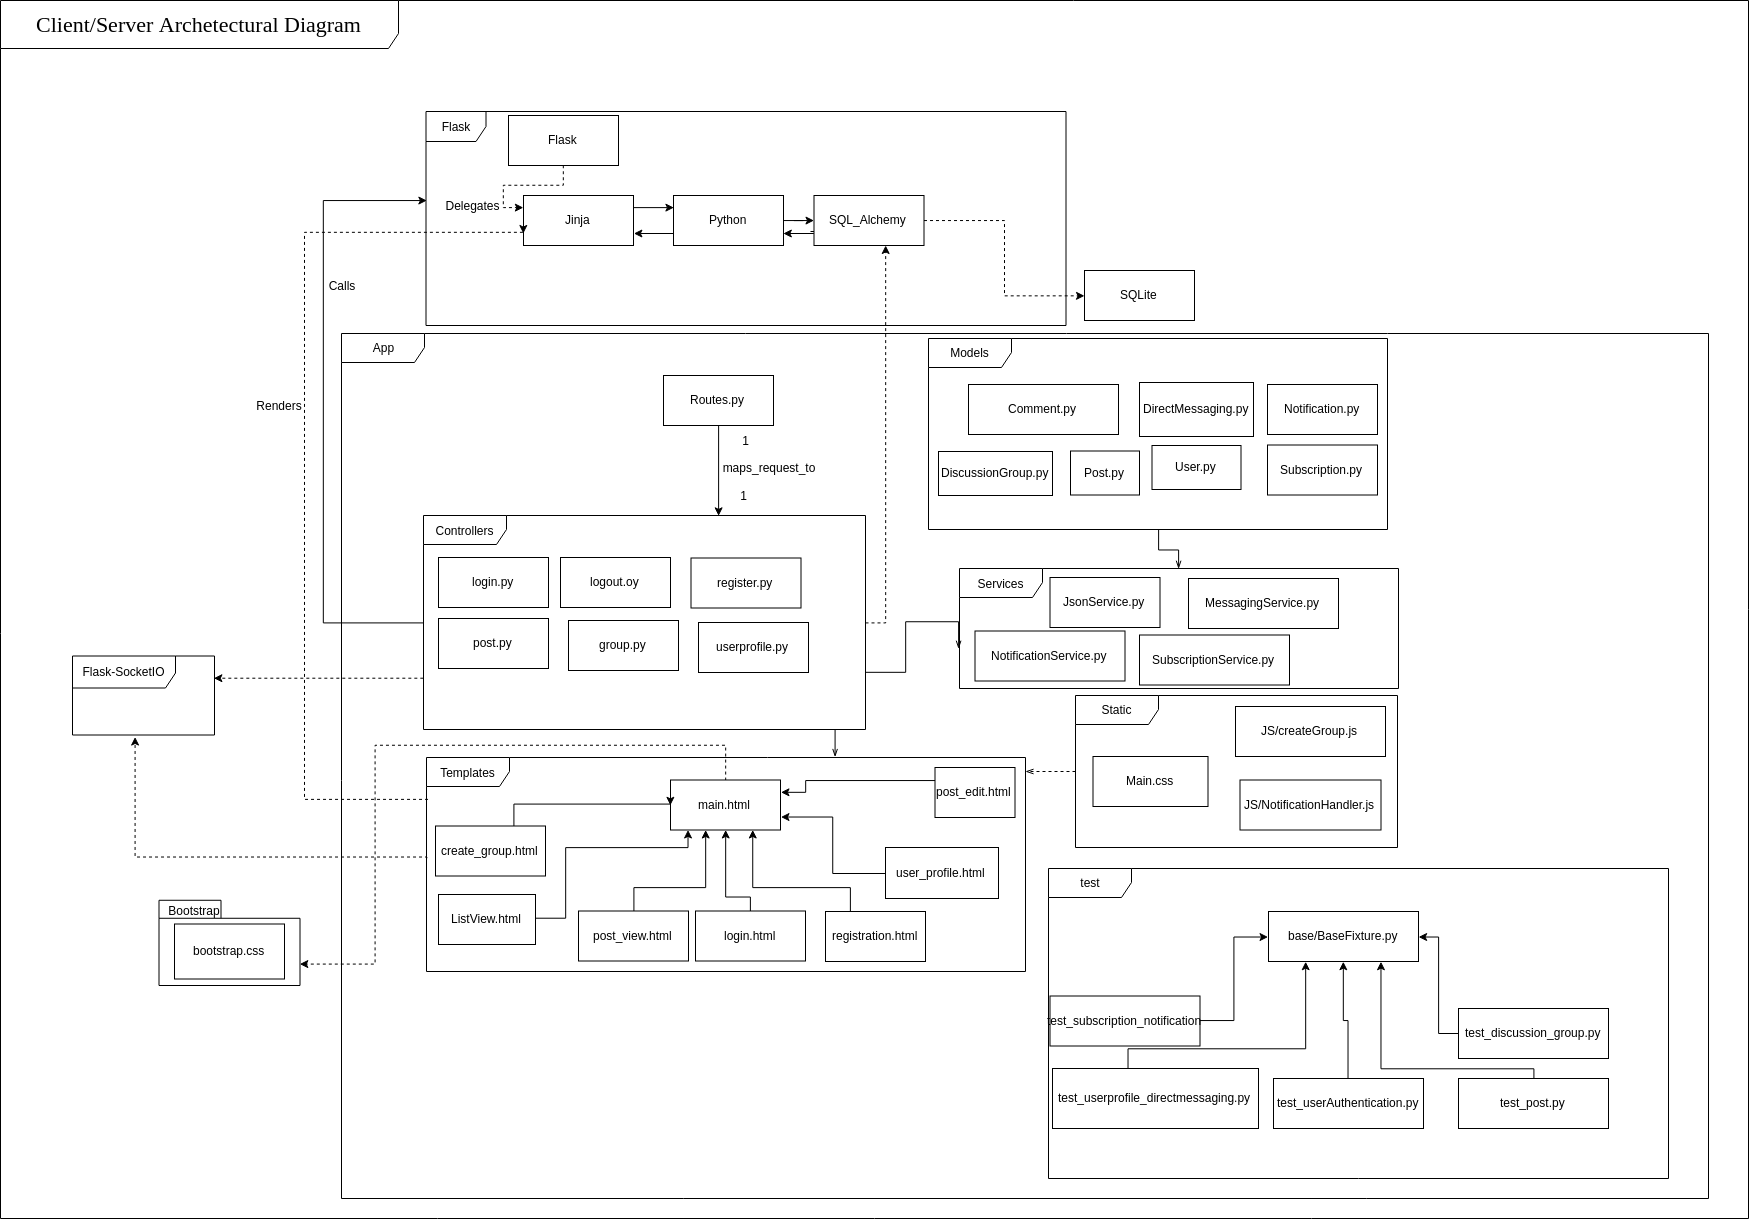 Client/Server Archetectural Diagram
Flask
Flask
Delegates
Jinja
Python
SQL_Alchemy
Calls
SQLite
App
Models
Renders
Routes.py
Comment.py
DirectMessaging.py
Notification.py
1
maps_request_to
1
DiscussionGroup.py
Post.py
User.py
Subscription.py
Controllers
login.py
logout.oy
register.py
post.py
group.py
userprofile.py
Services
JsonService.py
MessagingService.py
NotificationService.py
SubscriptionService.py
Flask-SocketIO
Static
JS/createGroup.js
Main.css
JS/NotificationHandler.js
Templates
main.html
post_edit.html
create_group.html
user_profile.html
ListView.html
post_view.html
login.html
registration.html
Bootstrap
bootstrap.css
test
base/BaseFixture.py
test_subscription_notification
test_discussion_group.py
test_userprofile_directmessaging.py
test_userAuthentication.py
test_post.py